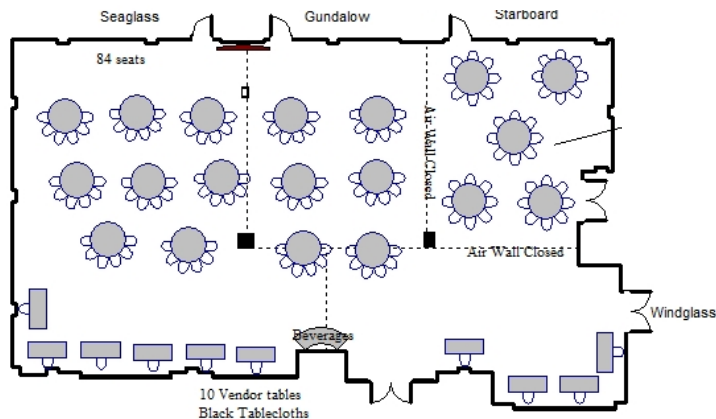 Seaglass
Gundalow
Starboard
84 seats
Air Wall Closed
Air Wall Closed
Windglass
Beverages
10 Vendor tables
Black Tablecloths